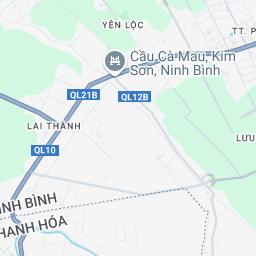 YÊN LỘC
TT. P
Cầu Cà Mau, Kim
Sơn, Ninh Bình
QL21B
QL12B
LAI THÀNH
LƯU
QL10
NINH BÌNH
THANH HÓA